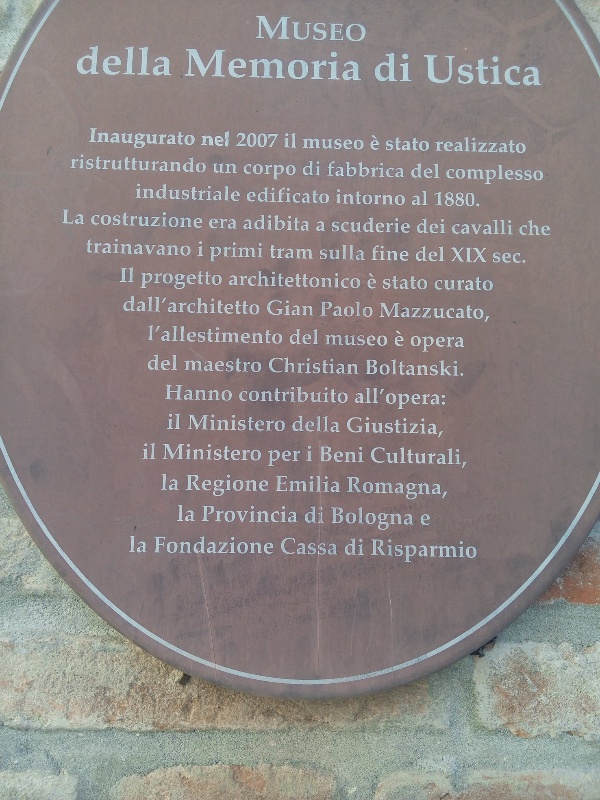 MUSEO
della Memoria di Ustica
Inaugurato nel 2007 il museo è stato realizzato
ristrutturando un corpo di fabbrica del complesso
industriale edificato intorno al 1880.
La costruzione era adibita a scuderie dei cavalli che
trainavano i primi tram sulla fine del XIX sec.
Il progetto architettonico è stato curato
dall'architetto Gian Paolo Mazzucato,
l'allestimento del museo è opera
del maestro Christian Boltanski.
Hanno contribuito all'opera:
il Ministero della Giustizia,
il Ministero per i Beni Culturali,
la Regione Emilia Romagna,
la Provincia di Bologna e
la Fondazione Cassa di Risparmio